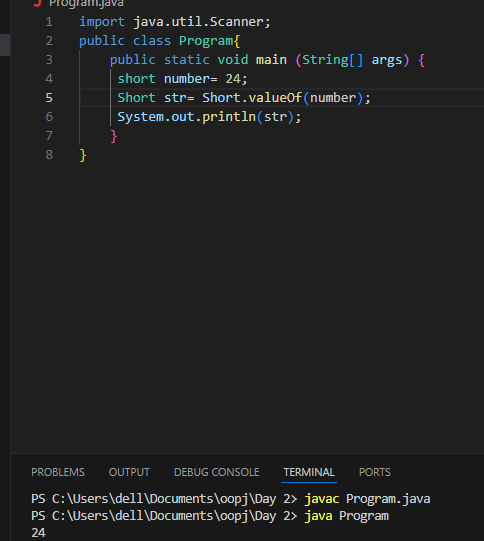 Program.java
1 import java.util.Scanner;
2 public class Program{
3 public static void main (String[] args) {
4 short number= 24;
5 Short str= Short.valueOf(number);
6 System.out.println(str);
7 }
8 }
PROBLEMS OUTPUT DEBUG CONSOLE TERMINAL PORTS
PS C:\Users\dell\Documents\oopj\Day 2> javac Program.java
PS C:\Users\dell\Documents\oopj\Day 2> java Program
24